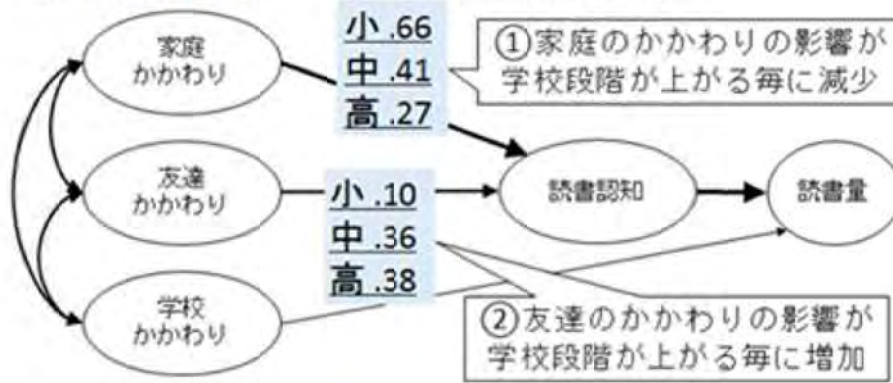 家庭
かかわり
小 .66
中 .41
高 .27
①家庭のかかわりの影響が
学校段階が上がる毎に減少
友達
かかわり
小 .10
中 .36
高 .38
読書認知
読書量
学校
かかわり
②友達のかかわりの影響が
学校段階が上がる毎に増加